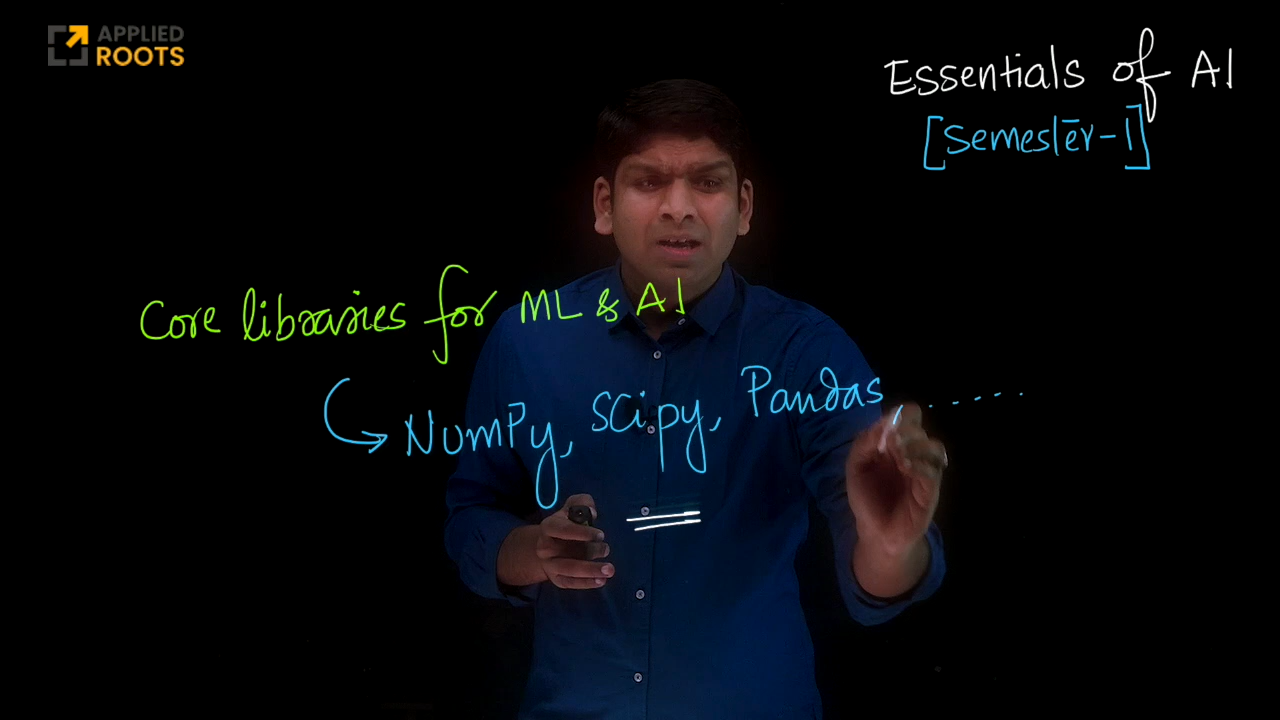 APPLIED
ROOTS
Essentials of AI
[Semester-1]
Core libraries for ML & AI
NumPy, SCipy, Pandas, ......